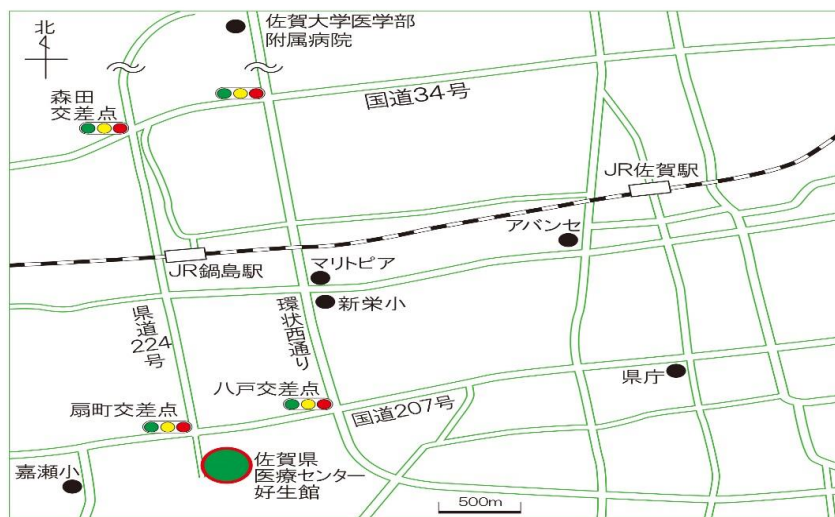 北
佐賀大学医学部
附属病院
森田
交差点
国道34号
JR佐賀駅
アバンセ
JR鍋島駅
マリトピア
新栄小
県道224号
環状西通り
県庁
八戸交差点
国道207号
扇町交差点
佐賀県
医療センター
好生館
嘉瀬小
500m